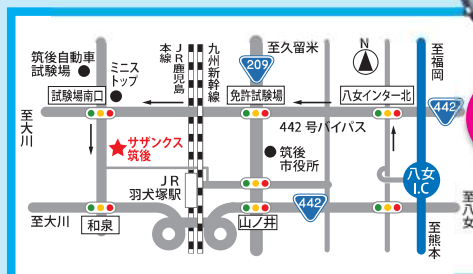 筑後自動車
試験場
ミニス
トップ
JR鹿児島
本線
九州新幹線
至久留米
209
N
至福岡
試験場南口
免許試験場
八女インター北
442
至大川
442号バイパス
サザンクス
筑後
筑後
市役所
JR
羽犬塚駅
八女
I.C
至八女
至大川
和泉
山ノ井
442
至熊本